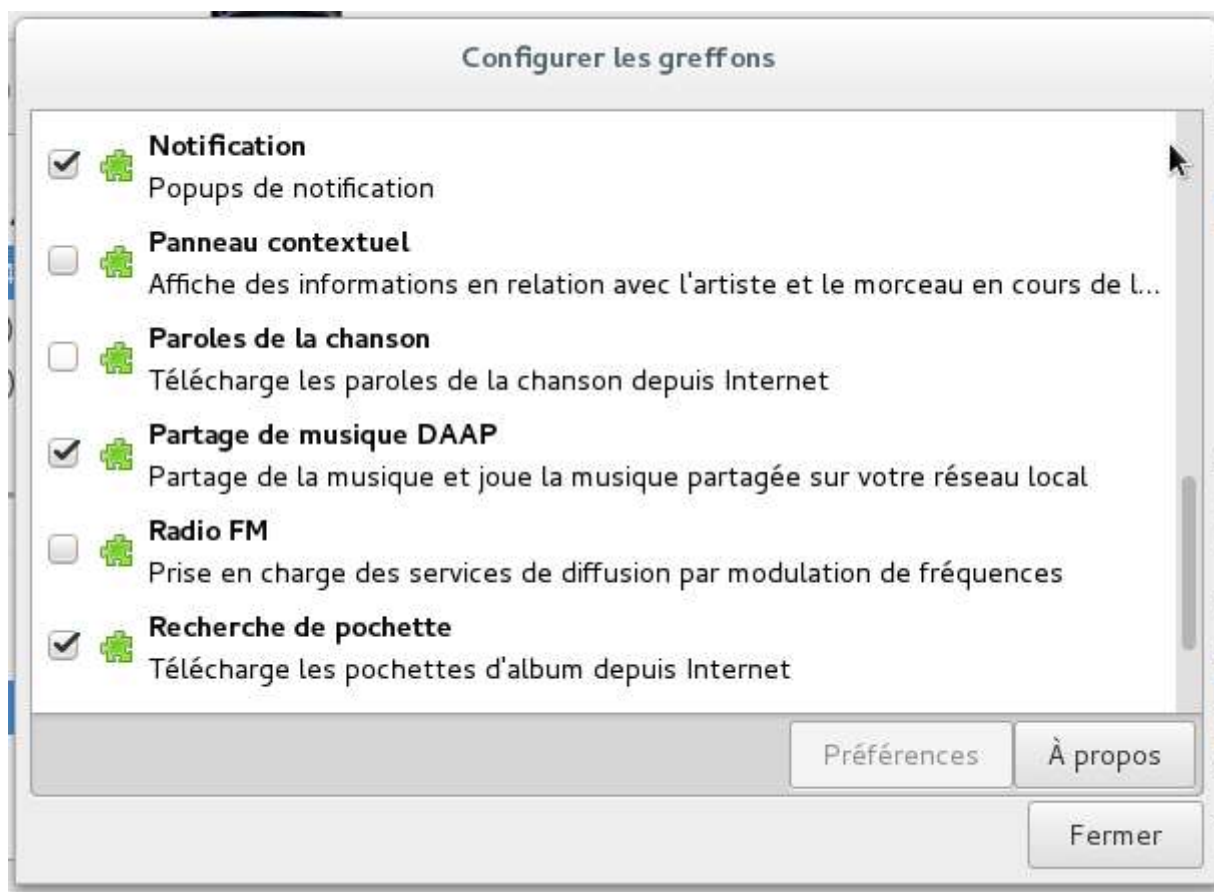 Configurer les greffons
Notification
Popups de notification
Panneau contextuel
Affiche des informations en relation avec l'artiste et le morceau en cours de l...
Paroles de la chanson
Télécharge les paroles de la chanson depuis Internet
Partage de musique DAAP
Partage de la musique et joue la musique partagée sur votre réseau local
Radio FM
Prise en charge des services de diffusion par modulation de fréquences
Recherche de pochette
Télécharge les pochettes d'album depuis Internet
Préférences
À propos
Fermer